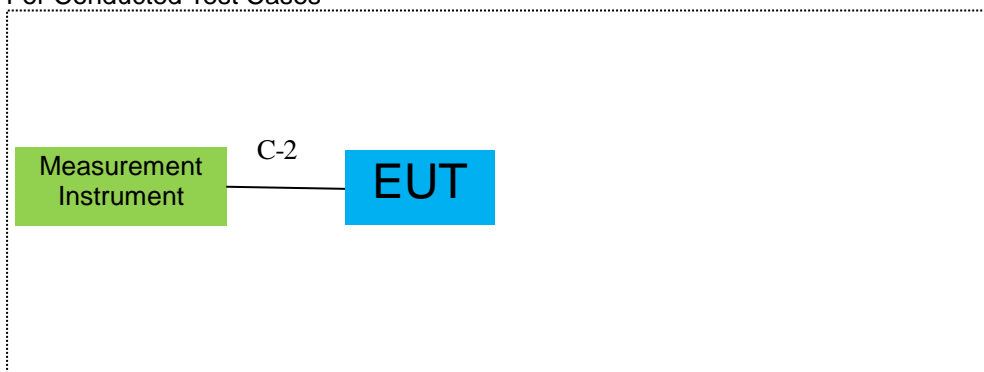 For Conducted Test Cases
C-2
Measurement
Instrument
EUT